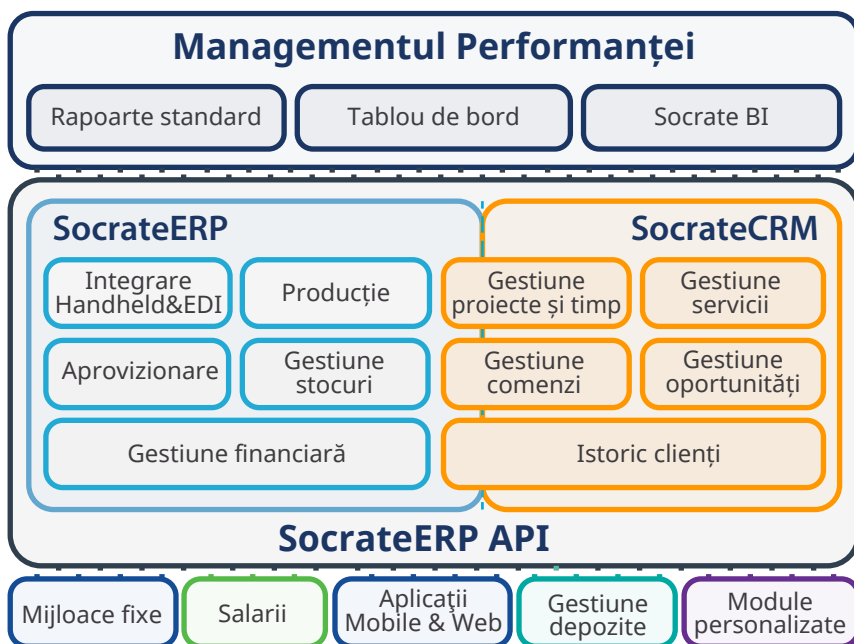 Managementul Performanței
Rapoarte standard
Tablou de bord
Socrate BI
SocrateERP
SocrateCRM
Integrare
Handheld&EDI
Producție
Gestiune
proiecte și timp
Gestiune
servicii
Aprovizionare
Gestiune
stocuri
Gestiune
comenzi
Gestiune
oportunități
Gestiune financiară
Istoric clienți
SocrateERP API
Mijloace fixe
Salarii
Aplicaţii
Mobile & Web
Gestiune
depozite
Module
personalizate